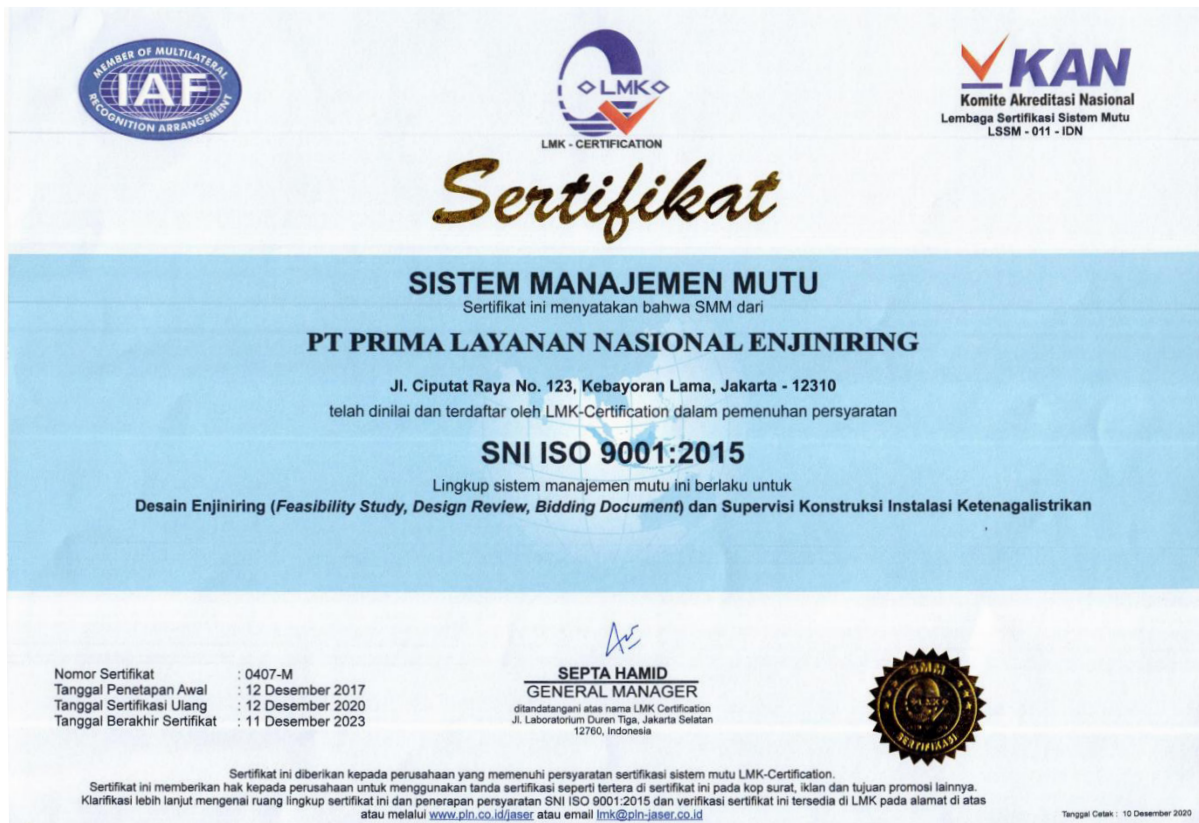 MEMBER OF MULTILATERAL
IAF
RECOGNITION ARRANGEMENT
LMK
LMK - CERTIFICATION
KAN
Komite Akreditasi Nasional
Lembaga Sertifikasi Sistem Mutu
LSSM - 011 - IDN
Sertifikat
SISTEM MANAJEMEN MUTU
Sertifikat ini menyatakan bahwa SMM dari
PT PRIMA LAYANAN NASIONAL ENJINIRING
Jl. Ciputat Raya No. 123, Kebayoran Lama, Jakarta - 12310
telah dinilai dan terdaftar oleh LMK-Certification dalam pemenuhan persyaratan
SNI ISO 9001:2015
Lingkup sistem manajemen mutu ini berlaku untuk
Desain Enjiniring (Feasibility Study, Design Review, Bidding Document) dan Supervisi Konstruksi Instalasi Ketenagalistrikan
Nomor Sertifikat : 0407-M
Tanggal Penetapan Awal : 12 Desember 2017
Tanggal Sertifikasi Ulang : 12 Desember 2020
Tanggal Berakhir Sertifikat : 11 Desember 2023
SEPTA HAMID
GENERAL MANAGER
ditandatangani atas nama LMK Certification
Jl. Laboratorium Duren Tiga, Jakarta Selatan
12760, Indonesia
SMM
SERTIFIKASI
Sertifikat ini diberikan kepada perusahaan yang memenuhi persyaratan sertifikasi sistem mutu LMK-Certification.
Sertifikat ini memberikan hak kepada perusahaan untuk menggunakan tanda sertifikasi seperti tertera di sertifikat ini pada kop surat, iklan dan tujuan promosi lainnya.
Klarifikasi lebih lanjut mengenai ruang lingkup sertifikat ini dan penerapan persyaratan SNI ISO 9001:2015 dan verifikasi sertifikat ini tersedia di LMK pada alamat di atas
atau melalui www.pln.co.id/jaser atau email lmk@pln-jaser.co.id
Tanggal Cetak : 10 Desember 2020